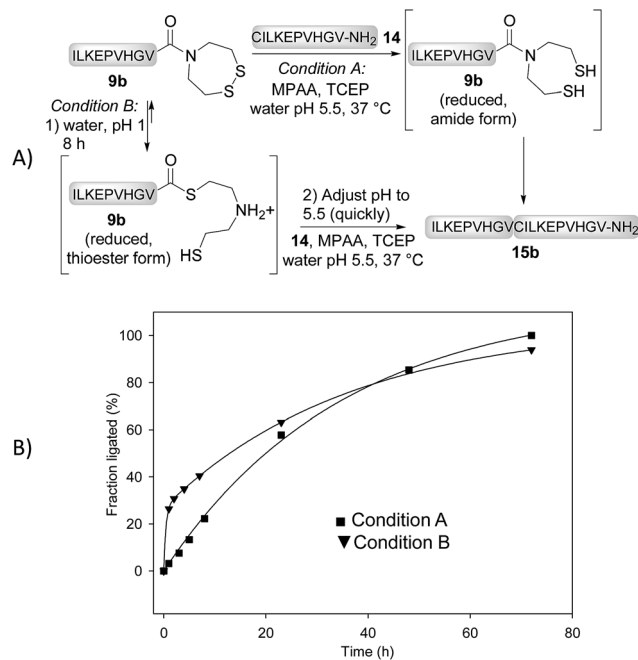 A)
ILKEPVHGV
O
N
S
S
9b
CILKEPVHGV-NH2 14
Condition A:
MPAA, TCEP
water pH 5.5, 37 °C
ILKEPVHGV
O
N
SH
SH
9b
(reduced,
amide form)
Condition B:
1) water, pH 1
8 h
ILKEPVHGV
O
S
NH2+
HS
9b
(reduced,
thioester form)
2) Adjust pH to
5.5 (quickly)
14, MPAA, TCEP
water pH 5.5, 37 °C
ILKEPVHGVCILKEPVHGV-NH2
15b
B)
Fraction ligated (%)
100
80
60
40
20
0
Condition A
Condition B
0 20 40 60 80
Time (h)